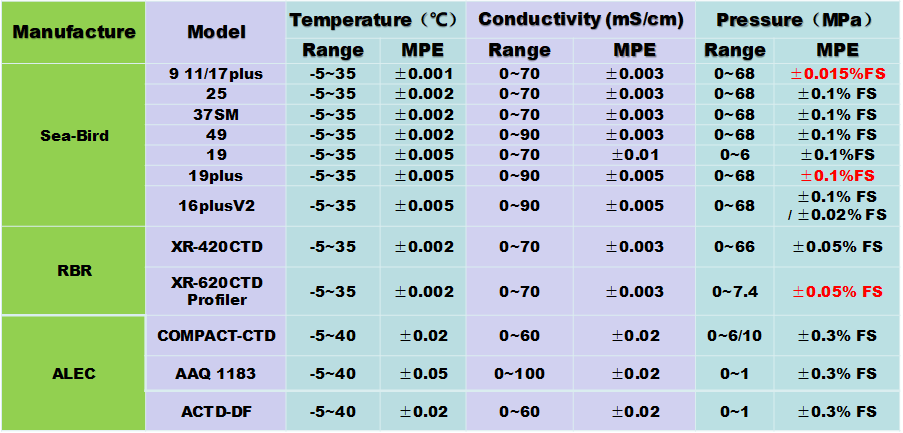 Manufacture Model Temperature（℃） Conductivity (mS/cm) Pressure（MPa）
Range MPE Range MPE Range MPE
Sea-Bird
9 11/17plus -5~35 ±0.001 0~70 ±0.003 0~68 ±0.015%FS
25 -5~35 ±0.002 0~70 ±0.003 0~68 ±0.1% FS
37SM -5~35 ±0.002 0~70 ±0.003 0~68 ±0.1% FS
49 -5~35 ±0.002 0~90 ±0.003 0~68 ±0.1% FS
19 -5~35 ±0.005 0~70 ±0.01 0~6 ±0.1%FS
19plus -5~35 ±0.005 0~90 ±0.005 0~68 ±0.1%FS
16plusV2 -5~35 ±0.005 0~90 ±0.005 0~68 ±0.1% FS
/ ±0.02% FS
RBR
XR-420CTD -5~35 ±0.002 0~70 ±0.003 0~66 ±0.05% FS
XR-620CTD
Profiler -5~35 ±0.002 0~70 ±0.003 0~7.4 ±0.05% FS
ALEC
COMPACT-CTD -5~40 ±0.02 0~60 ±0.02 0~6/10 ±0.3% FS
AAQ 1183 -5~40 ±0.05 0~100 ±0.02 0~1 ±0.3% FS
ACTD-DF -5~40 ±0.02 0~60 ±0.02 0~1 ±0.3% FS